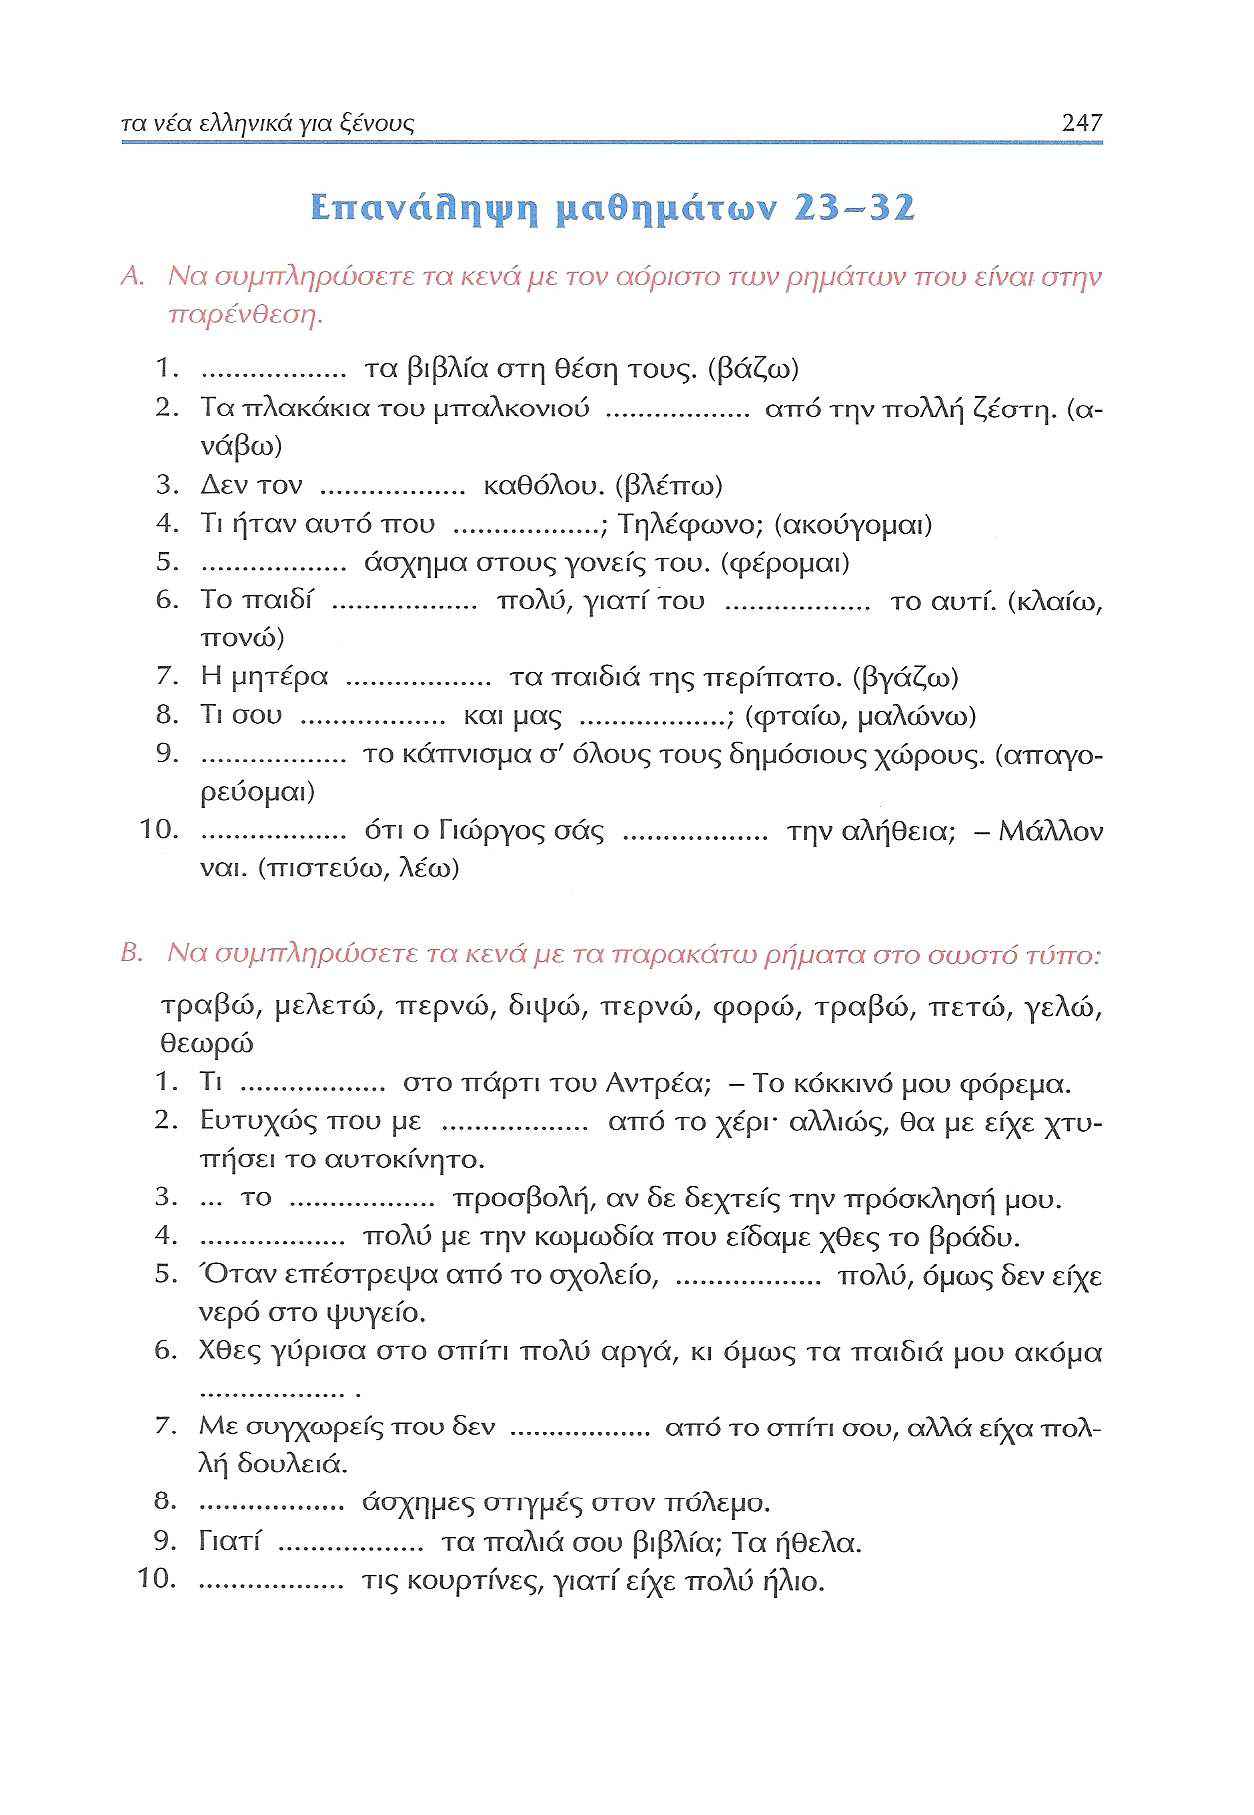 τα νέα ελληνικά για ξένους 247
Επανάληψη μαθημάτων 23-32
Α. Να συμπληρώσετε τα κενά με τον αόριστο των ρημάτων που είναι στην
παρένθεση.
1. .................. τα βιβλία στη θέση τους. (βάζω)
2. Τα πλακάκια του μπαλκονιού .................. από την πολλή ζέστη. (α-
νάβω)
3. Δεν τον .................. καθόλου. (βλέπω)
4. Τι ήταν αυτό που ..................; Τηλέφωνο; (ακούγομαι)
5. .................. άσχημα στους γονείς του. (φέρομαι)
6. Το παιδί .................. πολύ, γιατί του .................. το αυτί. (κλαίω,
πονώ)
7. Η μητέρα .................. τα παιδιά της περίπατο. (βγάζω)
8. Τι σου .................. και μας ..................; (φταίω, μαλώνω)
9. .................. το κάπνισμα σ' όλους τους δημόσιους χώρους. (απαγο-
ρεύομαι)
10. .................. ότι ο Γιώργος σάς .................. την αλήθεια; – Μάλλον
ναι. (πιστεύω, λέω)
Β. Να συμπληρώσετε τα κενά με τα παρακάτω ρήματα στο σωστό τύπο:
τραβώ, μελετώ, περνώ, διψώ, περνώ, φορώ, τραβώ, πετώ, γελώ,
θεωρώ
1. Τι .................. στο πάρτι του Αντρέα; – Το κόκκινό μου φόρεμα.
2. Ευτυχώς που με .................. από το χέρι· αλλιώς, θα με είχε χτυ-
πήσει το αυτοκίνητο.
3. ... το .................. προσβολή, αν δε δεχτείς την πρόσκλησή μου.
4. .................. πολύ με την κωμωδία που είδαμε χθες το βράδυ.
5. Όταν επέστρεψα από το σχολείο, .................. πολύ, όμως δεν είχε
νερό στο ψυγείο.
6. Χθες γύρισα στο σπίτι πολύ αργά, κι όμως τα παιδιά μου ακόμα
.................. .
7. Με συγχωρείς που δεν .................. από το σπίτι σου, αλλά είχα πολ-
λή δουλειά.
8. .................. άσχημες στιγμές στον πόλεμο.
9. Γιατί .................. τα παλιά σου βιβλία; Τα ήθελα.
10. .................. τις κουρτίνες, γιατί είχε πολύ ήλιο.